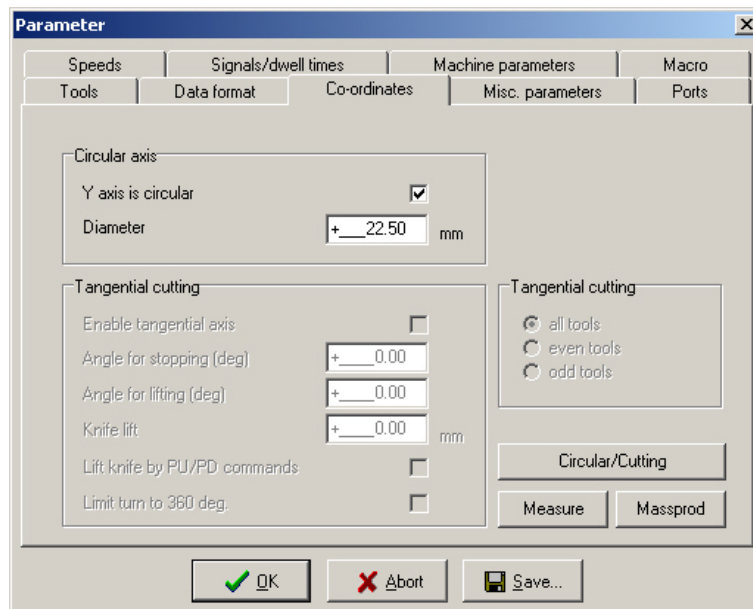 Parameter
Speeds Signals/dwell times Machine parameters Macro
Tools Data format Co-ordinates Misc. parameters Ports
Circular axis
Y axis is circular
Diameter +___22.50 mm
Tangential cutting
Enable tangential axis
Angle for stopping (deg) +____0.00
Angle for lifting (deg) +____0.00
Knife lift +____0.00 mm
Lift knife by PU/PD commands
Limit turn to 360 deg.
Tangential cutting
all tools
even tools
odd tools
Circular/Cutting
Measure Massprod
OK Abort Save...